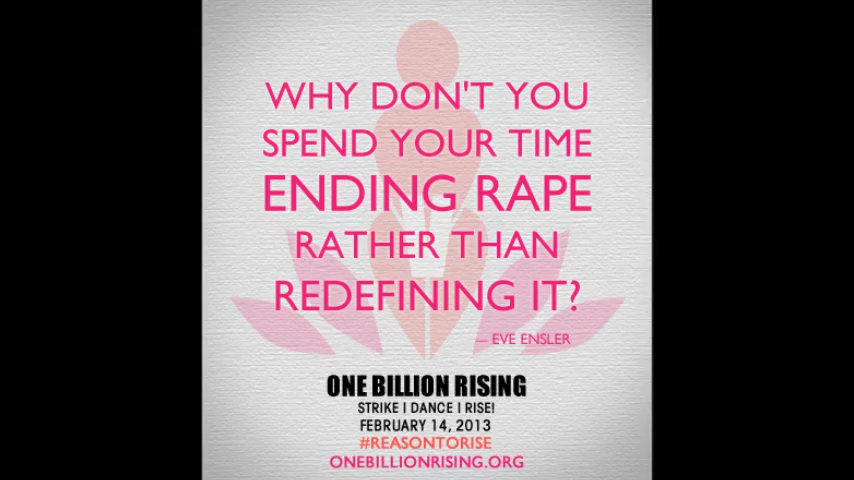 WHY DON'T YOU
SPEND YOUR TIME
ENDING RAPE
RATHER THAN
REDEFINING IT?
— EVE ENSLER
ONE BILLION RISING
STRIKE | DANCE | RISE!
FEBRUARY 14, 2013
#REASONTORISE
ONEBILLIONRISING.ORG